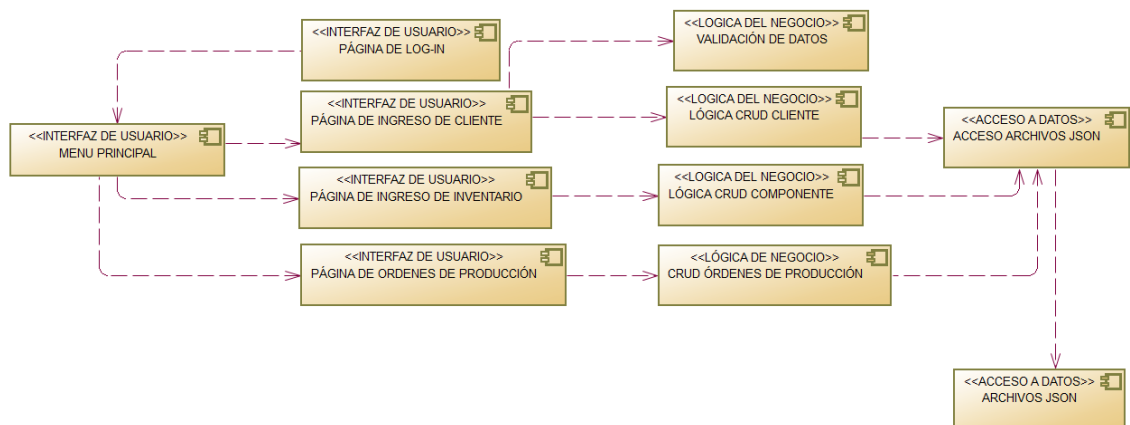 <<INTERFAZ DE USUARIO>>
PÁGINA DE LOG-IN
<<LOGICA DEL NEGOCIO>>
VALIDACIÓN DE DATOS
<<INTERFAZ DE USUARIO>>
PÁGINA DE INGRESO DE CLIENTE
<<LOGICA DEL NEGOCIO>>
LÓGICA CRUD CLIENTE
<<INTERFAZ DE USUARIO>>
MENU PRINCIPAL
<<ACCESO A DATOS>>
ACCESO ARCHIVOS JSON
<<INTERFAZ DE USUARIO>>
PÁGINA DE INGRESO DE INVENTARIO
<<LOGICA DEL NEGOCIO>>
LÓGICA CRUD COMPONENTE
<<INTERFAZ DE USUARIO>>
PÁGINA DE ORDENES DE PRODUCCIÓN
<<LÓGICA DE NEGOCIO>>
CRUD ÓRDENES DE PRODUCCIÓN
<<ACCESO A DATOS>>
ARCHIVOS JSON